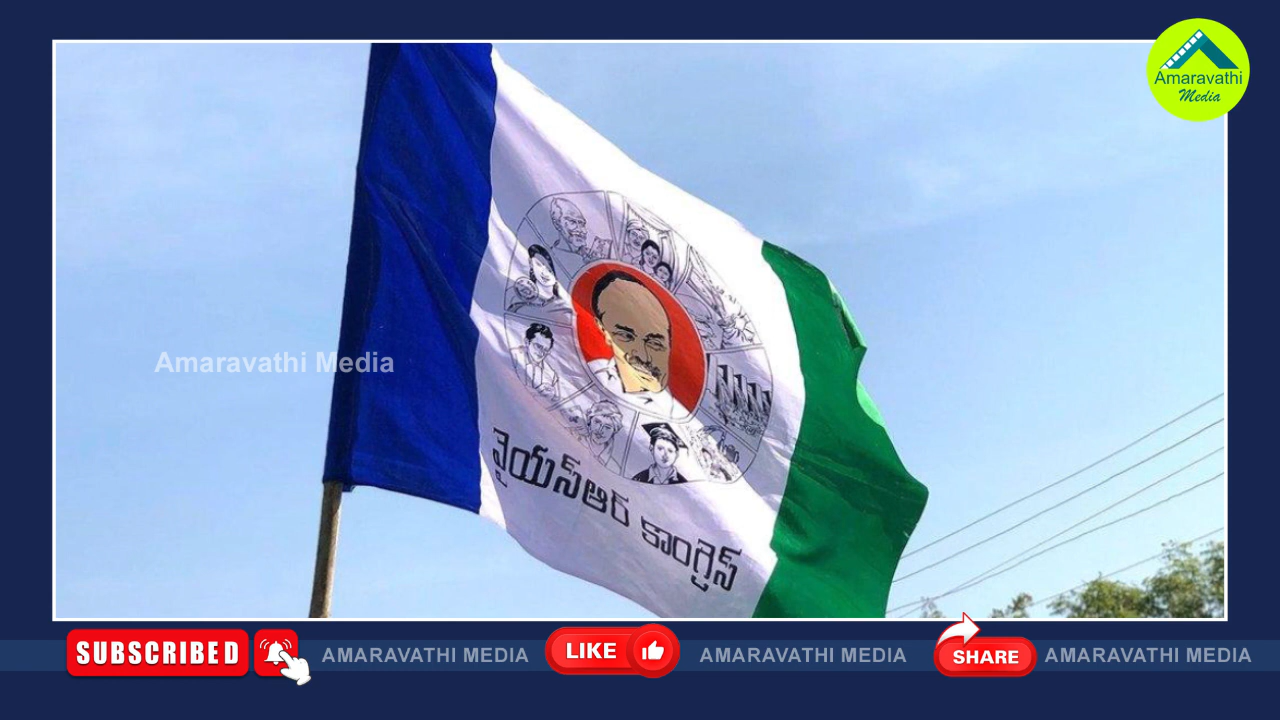 Amaravathi
Media
Amaravathi Media
వైయస్ఆర్ కాంగ్రెస్
SUBSCRIBED
AMARAVATHI MEDIA
LIKE
AMARAVATHI MEDIA
SHARE
AMARAVATHI MEDIA